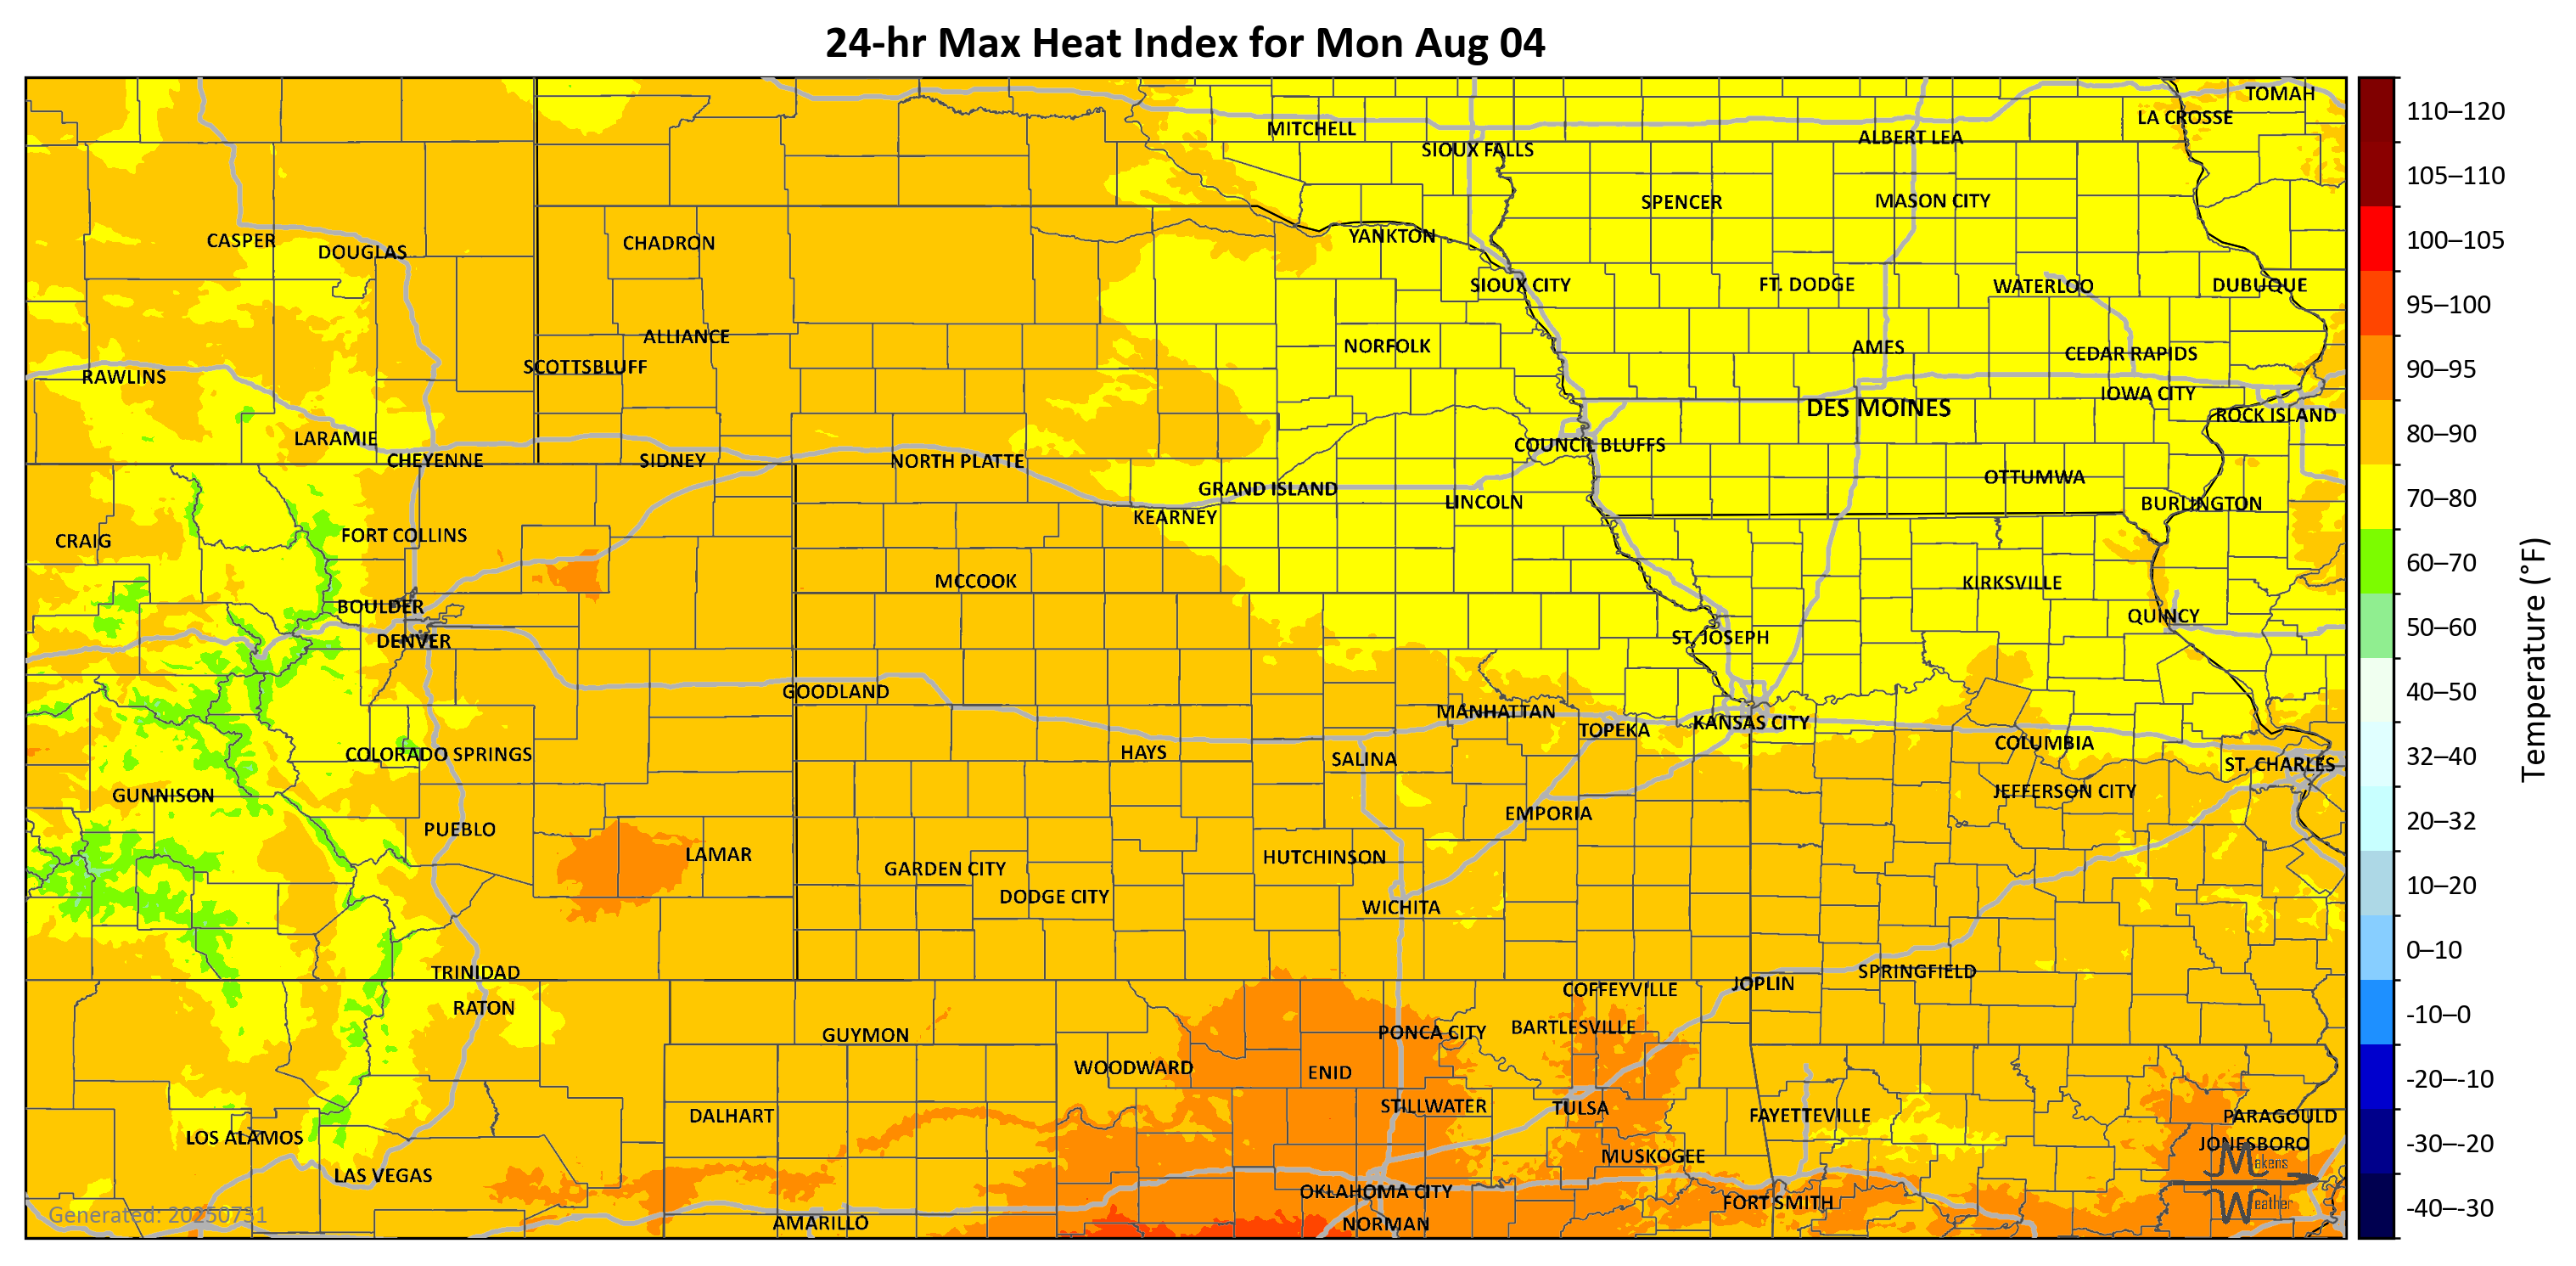 24-hr Max Heat Index for Mon Aug 04
TOMAH
LA CROSSE
MITCHELL
ALBERT LEA
SIOUX FALLS
SPENCER
MASON CITY
CASPER
DOUGLAS
CHADRON
YANKTON
SIOUX CITY
FT. DODGE
WATERLOO
DUBUQUE
ALLIANCE
NORFOLK
AMES
CEDAR RAPIDS
SCOTTSBLUFF
RAWLINS
IOWA CITY
DES MOINES
ROCK ISLAND
LARAMIE
COUNCIL BLUFFS
CHEYENNE
SIDNEY
NORTH PLATTE
OTTUMWA
GRAND ISLAND
LINCOLN
BURLINGTON
KEARNEY
CRAIG
FORT COLLINS
MCCOOK
KIRKSVILLE
BOULDER
QUINCY
DENVER
ST. JOSEPH
GOODLAND
MANHATTAN
TOPEKA
KANSAS CITY
COLUMBIA
COLORADO SPRINGS
HAYS
SALINA
ST. CHARLES
GUNNISON
JEFFERSON CITY
EMPORIA
PUEBLO
LAMAR
HUTCHINSON
GARDEN CITY
DODGE CITY
WICHITA
TRINIDAD
SPRINGFIELD
JOPLIN
COFFEYVILLE
RATON
GUYMON
PONCA CITY
BARTLESVILLE
WOODWARD
ENID
DALHART
STILLWATER
TULSA
FAYETTEVILLE
PARAGOULD
LOS ALAMOS
JONESBORO
MUSKOGEE
LAS VEGAS
OKLAHOMA CITY
FORT SMITH
AMARILLO
NORMAN
Makens
Weather
Generated: 20250731
110–120
105–110
100–105
95–100
90–95
80–90
70–80
60–70
50–60
40–50
32–40
20–32
10–20
0–10
-10–0
-20–-10
-30–-20
-40–-30
Temperature (°F)